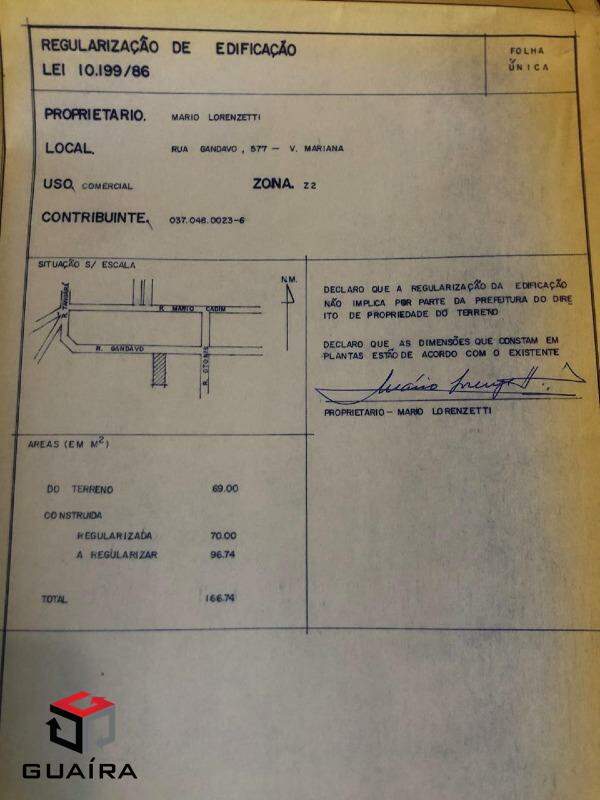 REGULARIZAÇÃO DE EDIFICAÇÃO
LEI 10.199/86
FOLHA
ÚNICA
PROPRIETARIO. MARIO LORENZETTI
LOCAL. RUA GANDAVO, 577 – V. MARIANA
USO. COMERCIAL ZONA. Z2
CONTRIBUINTE. 037.048.0023-6
SITUAÇÃO S/ ESCALA
N.M.
R. MARIO CADIM
R. GANDAVO
DECLARO QUE A REGULARIZAÇÃO DA EDIFICAÇÃO
NÃO IMPLICA POR PARTE DA PREFEITURA DO DIRE
ITO DE PROPRIEDADE DO TERRENO
DECLARO QUE AS DIMENSÕES QUE CONSTAM EM
PLANTAS ESTÃO DE ACORDO COM O EXISTENTE
PROPRIETARIO – MARIO LORENZETTI
AREAS (EM M²)
DO TERRENO 69.00
CONSTRUIDA
REGULARIZADA 70.00
A REGULARIZAR 96.74
TOTAL 166.74
GUAÍRA